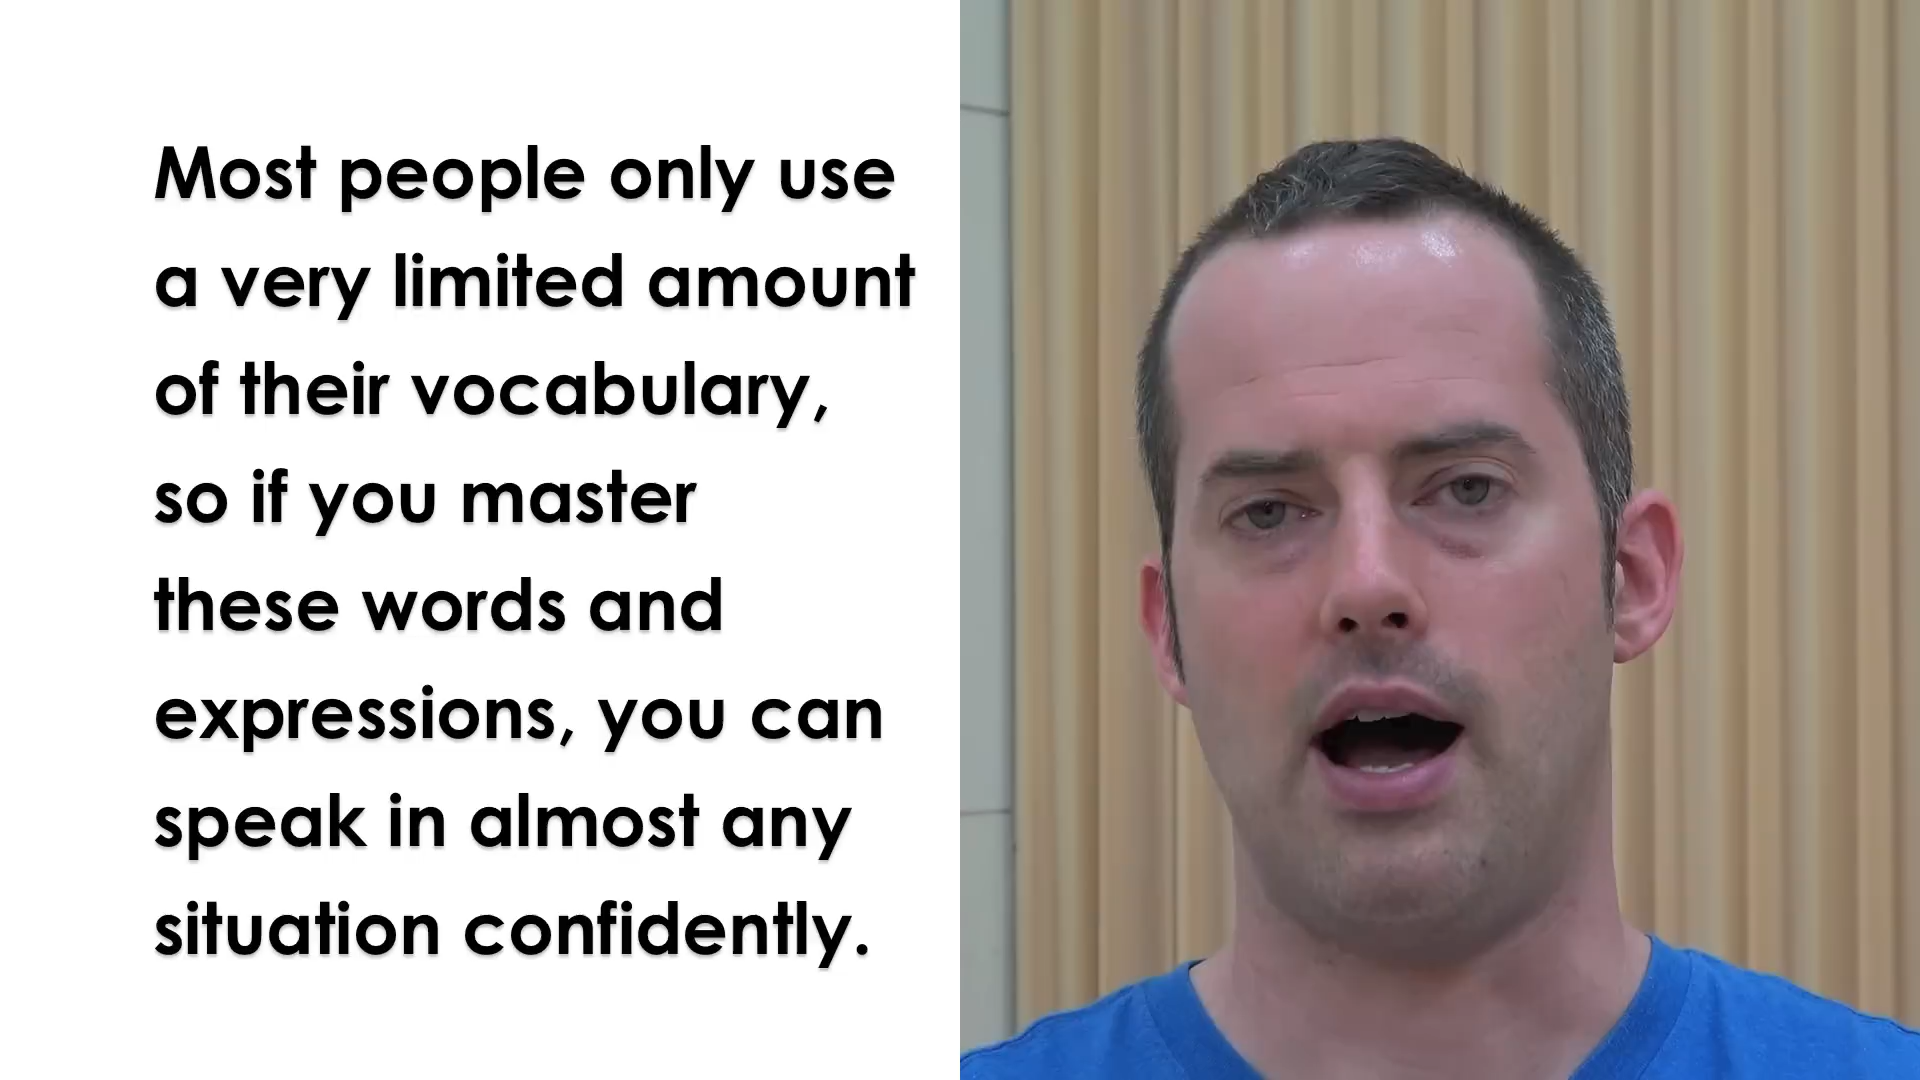 Most people only use
a very limited amount
of their vocabulary,
so if you master
these words and
expressions, you can
speak in almost any
situation confidently.